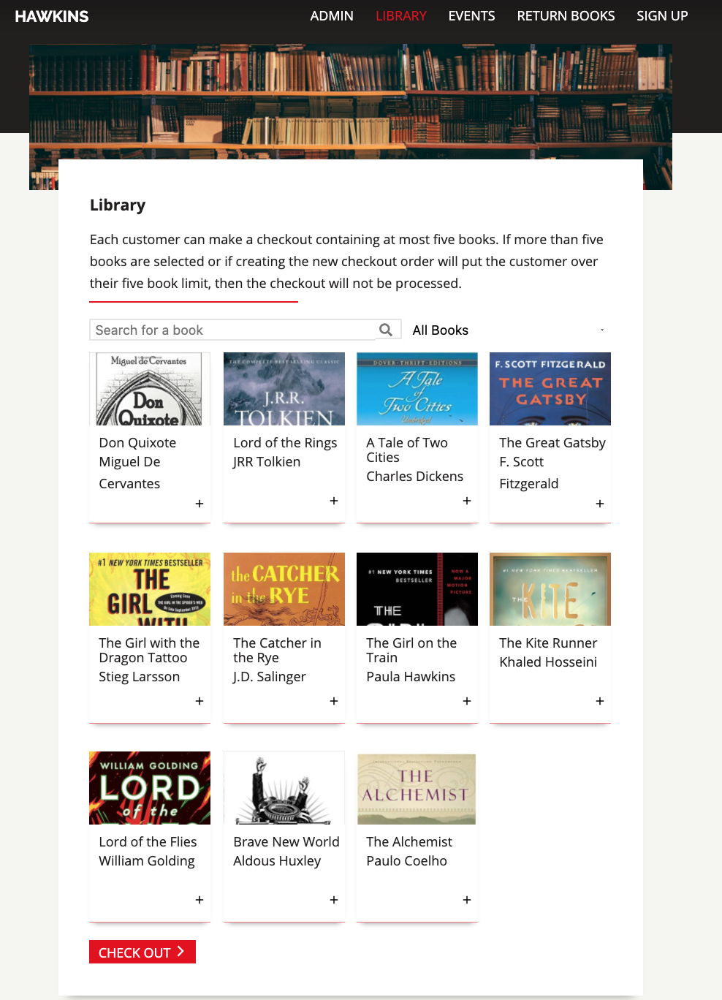 HAWKINS
ADMIN LIBRARY EVENTS RETURN BOOKS SIGN UP
Library
Each customer can make a checkout containing at most five books. If more than five
books are selected or if creating the new checkout order will put the customer over
their five book limit, then the checkout will not be processed.
Search for a book
All Books
Miguel de Cervantes
Don
Quixote
Don Quixote
Miguel De
Cervantes
+
THE COMPLETE BEST-SELLING CLASSIC
J.R.R.
TOLKIEN
Lord of the Rings
JRR Tolkien
+
DOVER · THRIFT · EDITIONS
A Tale
of
Two Cities
Unabridged
A Tale of Two
Cities
Charles Dickens
+
F. SCOTT FITZGERALD
THE GREAT
GATSBY
The Great Gatsby
F. Scott
Fitzgerald
+
#1 NEW YORK TIMES BESTSELLER
THE
GIRL
WITH
The Girl with the
Dragon Tattoo
Stieg Larsson
+
the CATCHER
in the RYE
The Catcher in
the Rye
J.D. Salinger
+
#1 NEW YORK TIMES
BESTSELLER
NOW A
MAJOR
MOTION
PICTURE
THE
GIRL
The Girl on the
Train
Paula Hawkins
+
#1 NEW YORK TIMES BESTSELLER
THE KITE
The Kite Runner
Khaled Hosseini
+
WILLIAM GOLDING
LORD
of the
Lord of the Flies
William Golding
+
Brave New World
Aldous Huxley
+
THE
ALCHEMIST
The Alchemist
Paulo Coelho
+
CHECK OUT